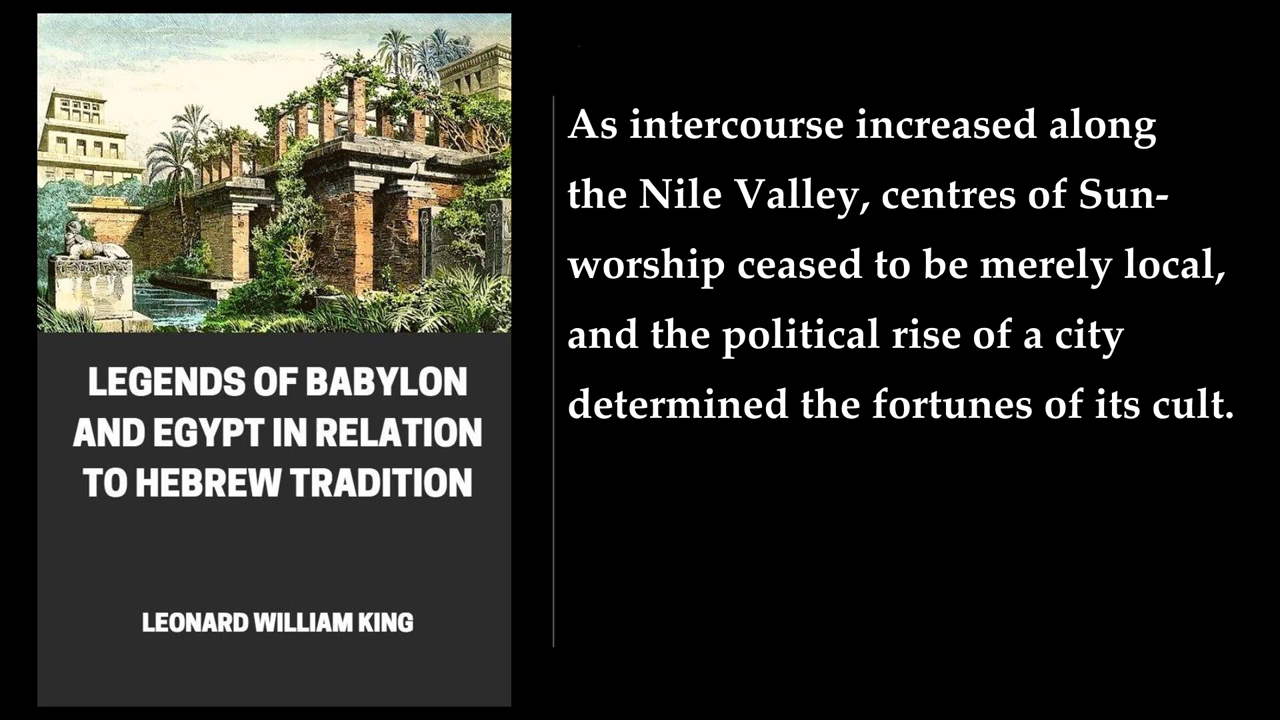 LEGENDS OF BABYLON
AND EGYPT IN RELATION
TO HEBREW TRADITION
LEONARD WILLIAM KING
As intercourse increased along
the Nile Valley, centres of Sun-
worship ceased to be merely local,
and the political rise of a city
determined the fortunes of its cult.